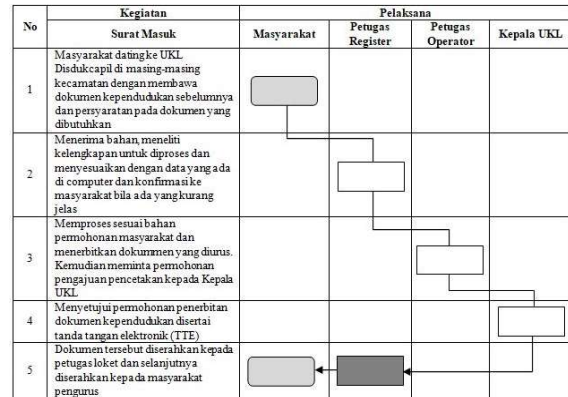 No
Kegiatan
Pelaksana
Surat Masuk
Masyarakat
Petugas
Register
Petugas
Operator
Kepala UKL
1
Masyarakat dating ke UKL
Disdukcapil di masing-masing
kecamatan dengan membawa
dokumen kependudukan sebelumnya
dan persyaratan pada dokumen yang
dibutuhkan
2
Menerima bahan, meneliti
kelengkapan untuk diproses dan
menyesuaikan dengan data yang ada
di computer dan konfirmasi ke
masyarakat bila ada yang kurang
jelas
3
Memproses sesuai bahan
permohonan masyarakat dan
menerbitkan dokummen yang diurus.
Kemudian meminta permohonan
pengajuan pencetakan kepada Kepala
UKL
4
Menyetujui permohonan penerbitan
dokumen kependudukan disertai
tanda tangan elektronik (TTE)
5
Dokumen tersebut diserahkan kepada
petugas loket dan selanjutnya
diserahkan kepada masyarakat
pengurus